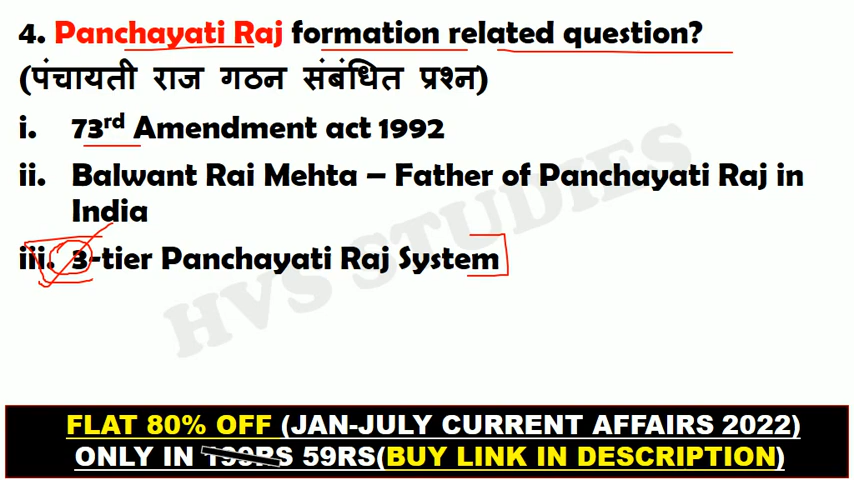 4. Panchayati Raj formation related question?
(पंचायती राज गठन संबंधित प्रश्न)
i. 73rd Amendment act 1992
ii. Balwant Rai Mehta – Father of Panchayati Raj in
India
iii. 3-tier Panchayati Raj System
HVS STUDIES
FLAT 80% OFF (JAN-JULY CURRENT AFFAIRS 2022)
ONLY IN 199RS 59RS(BUY LINK IN DESCRIPTION)